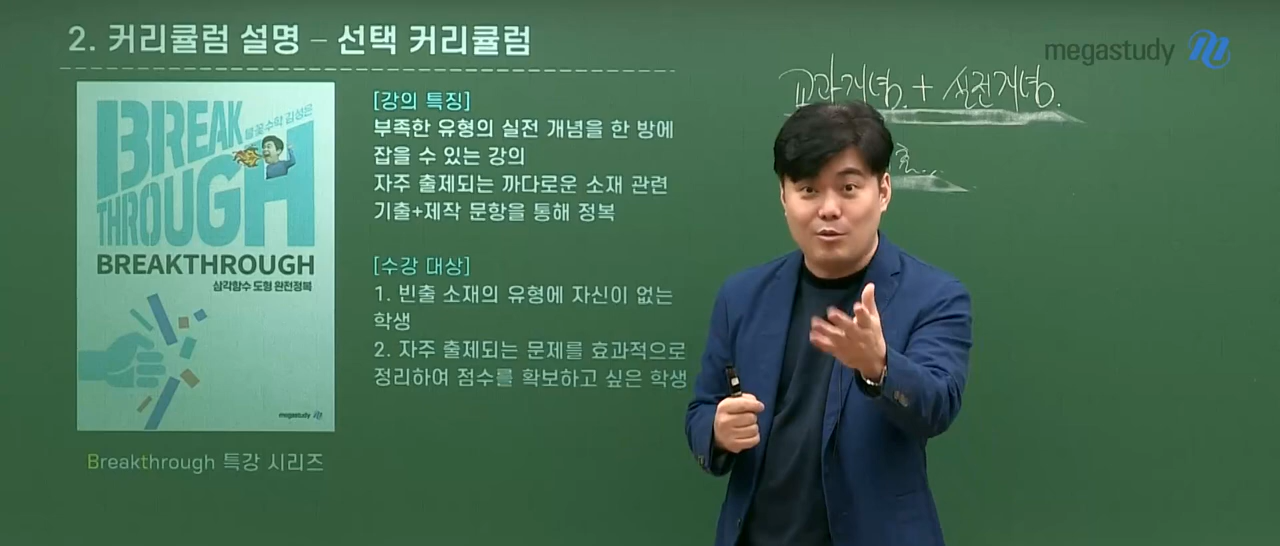 2. 커리큘럼 설명 – 선택 커리큘럼
megastudy
BREAK
THROUGH
불꽃수학 김성은
BREAKTHROUGH
삼각함수 도형 완전정복
megastudy
Breakthrough 특강 시리즈
[강의 특징]
부족한 유형의 실전 개념을 한 방에
잡을 수 있는 강의
자주 출제되는 까다로운 소재 관련
기출+제작 문항을 통해 정복
[수강 대상]
1. 빈출 소재의 유형에 자신이 없는
학생
2. 자주 출제되는 문제를 효과적으로
정리하여 점수를 확보하고 싶은 학생
교과개념. + 실전개념.